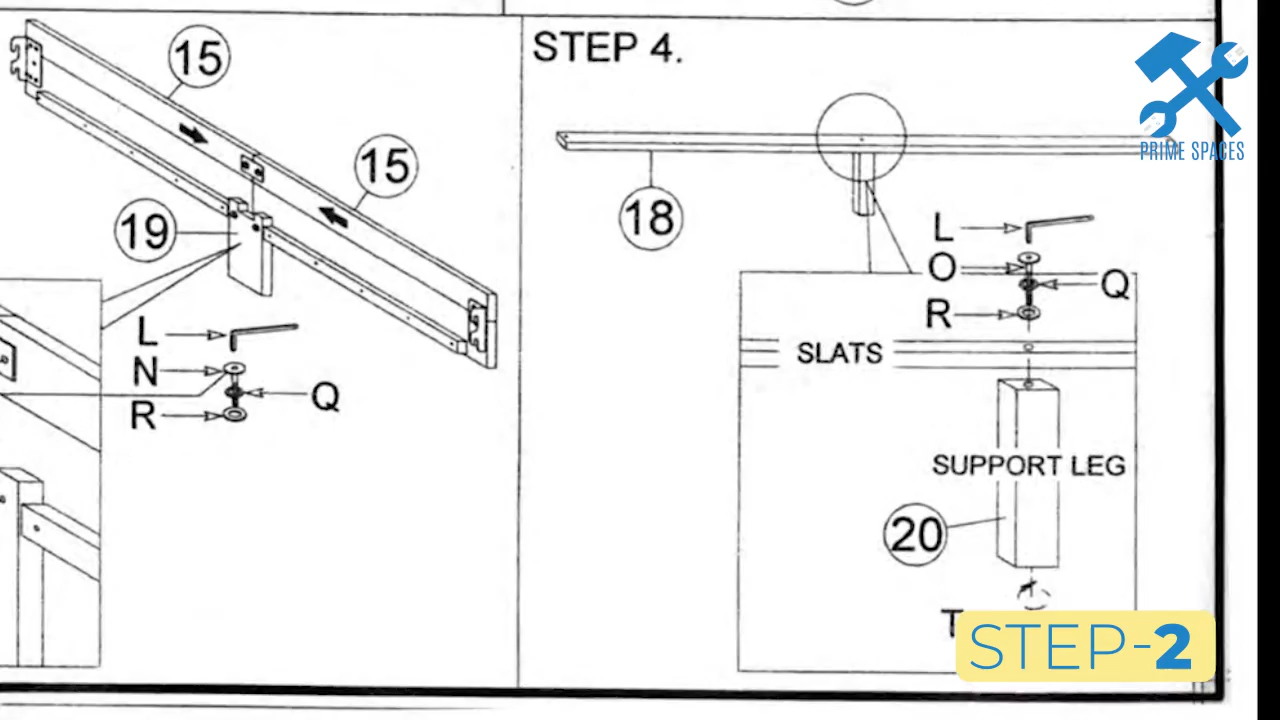 15
15
19
L
N
Q
R
STEP 4.
18
L
O
Q
R
SLATS
SUPPORT LEG
20
T
PRIME SPACES
STEP-2